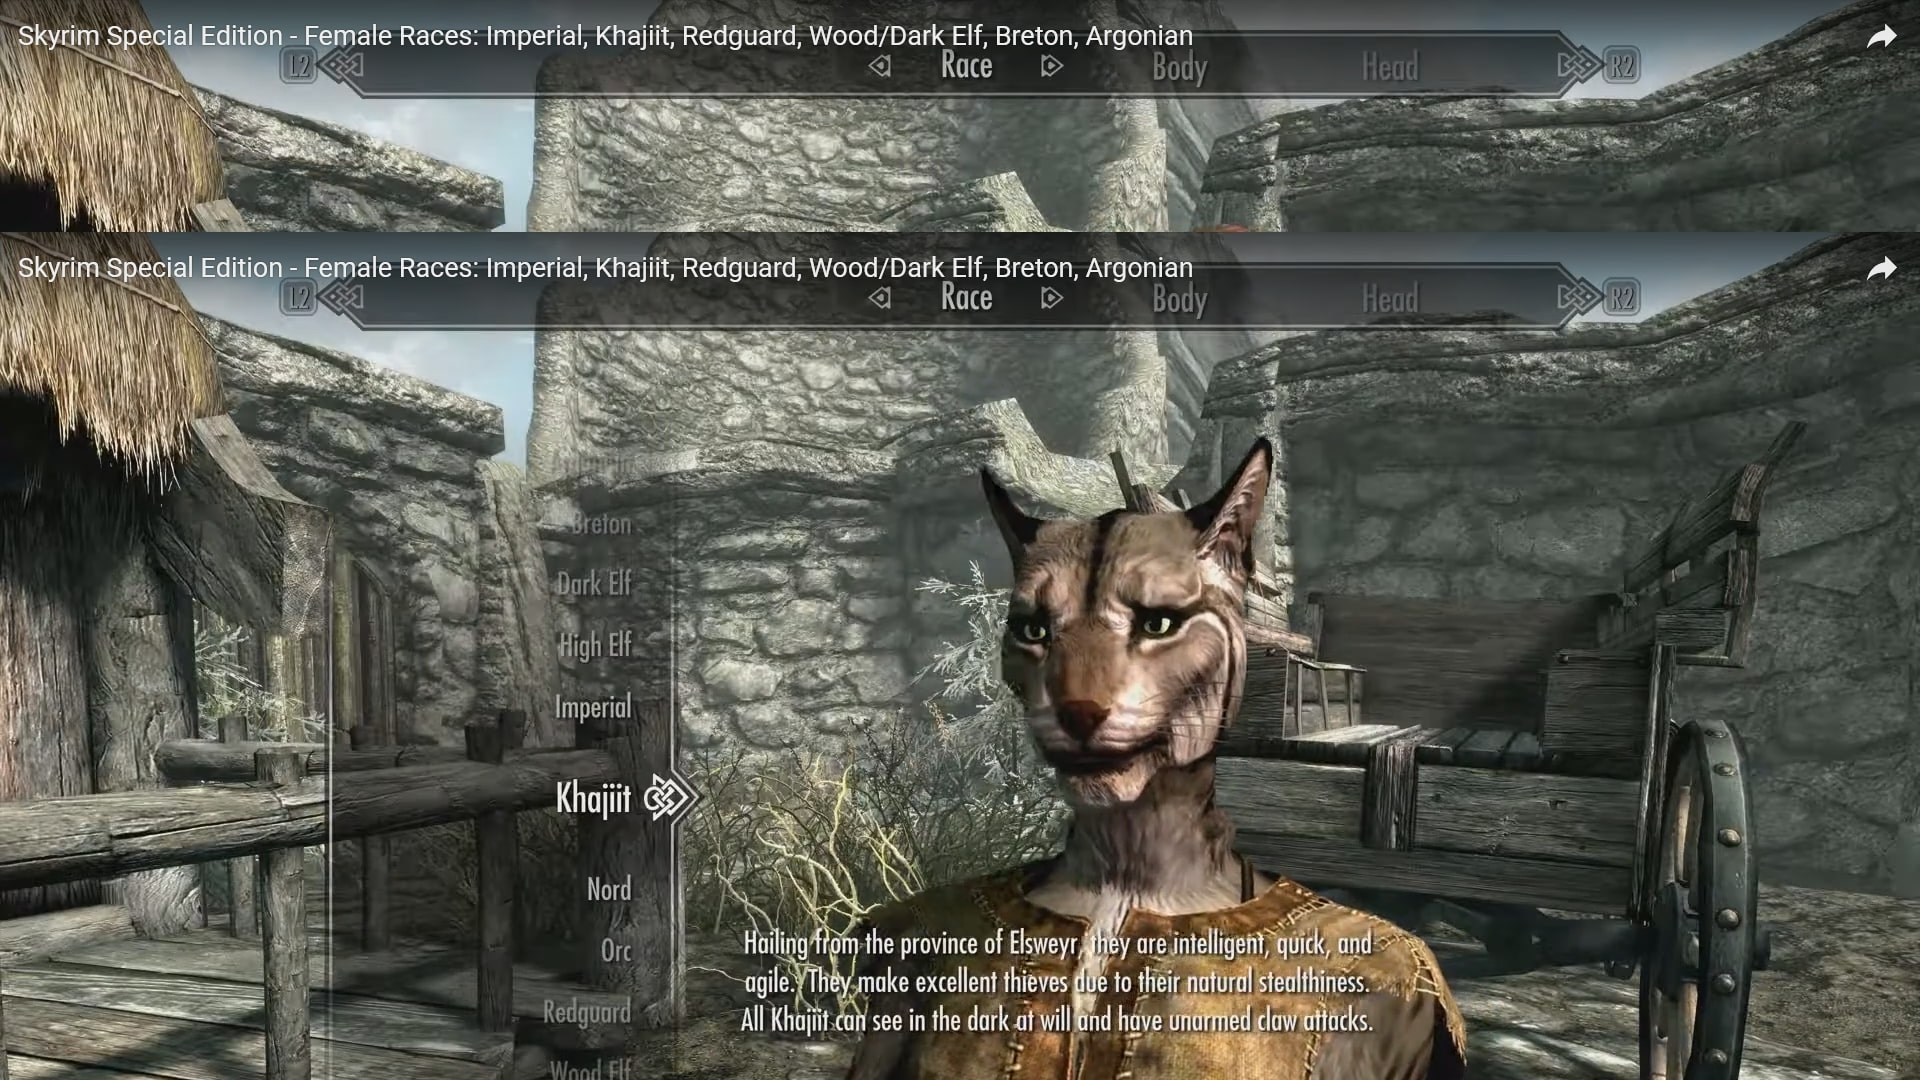 Skyrim Special Edition - Female Races: Imperial, Khajiit, Redguard, Wood/Dark Elf, Breton, Argonian
L2 Race Body Head R2
Skyrim Special Edition - Female Races: Imperial, Khajiit, Redguard, Wood/Dark Elf, Breton, Argonian
L2 Race Body Head R2
Breton
Dark Elf
High Elf
Imperial
Khajiit
Nord
Orc
Redguard
Wood Elf
Hailing from the province of Elsweyr, they are intelligent, quick, and
agile. They make excellent thieves due to their natural stealthiness.
All Khajiit can see in the dark at will and have unarmed claw attacks.